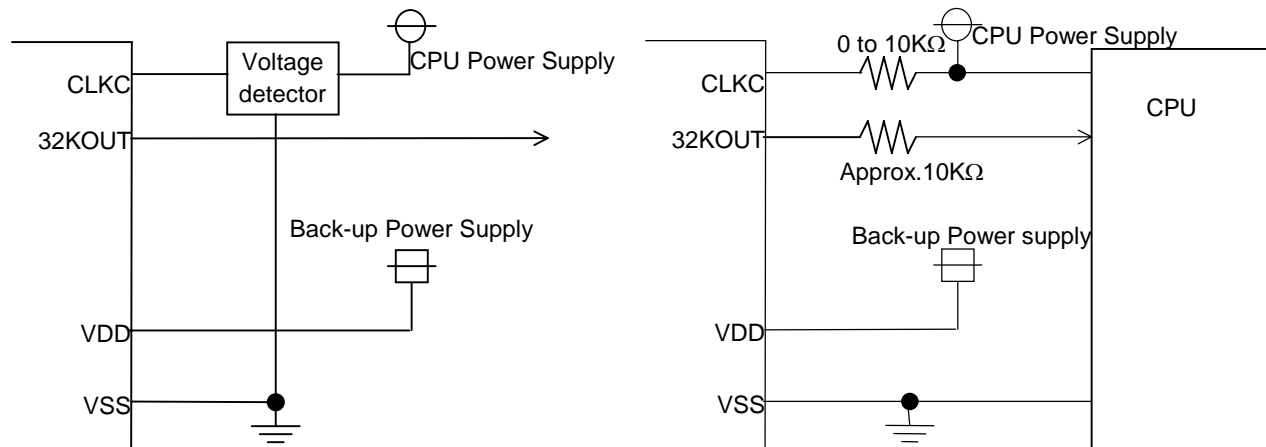 CLKC
Voltage
detector
CPU Power Supply
32KOUT
Back-up Power Supply
VDD
VSS
0 to 10KΩ
CPU Power Supply
CLKC
CPU
32KOUT
Approx.10KΩ
Back-up Power supply
VDD
VSS